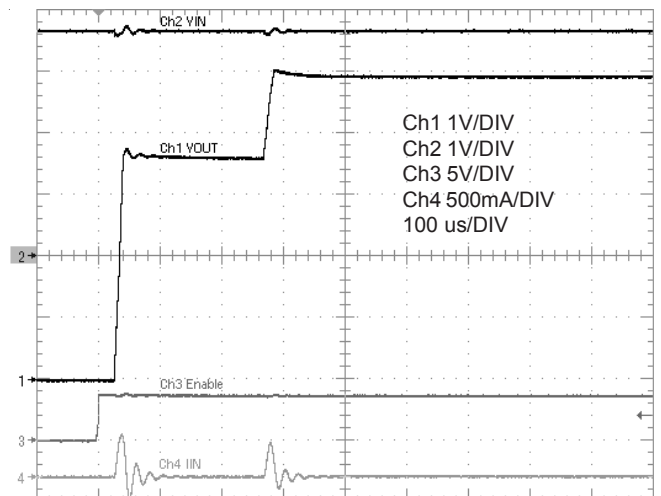 Ch2 VIN
Ch1 VOUT
Ch1 1V/DIV
Ch2 1V/DIV
Ch3 5V/DIV
Ch4 500mA/DIV
100 us/DIV
2
1
Ch3 Enable
3
Ch4 IIN
4